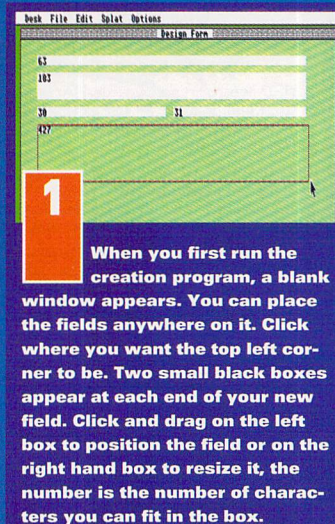 Desk File Edit Splat Options
Design Form
63
103
30 31
427
1
When you first run the
creation program, a blank
window appears. You can place
the fields anywhere on it. Click
where you want the top left cor-
ner to be. Two small black boxes
appear at each end of your new
field. Click and drag on the left
box to position the field or on the
right hand box to resize it, the
number is the number of charac-
ters you can fit in the box.